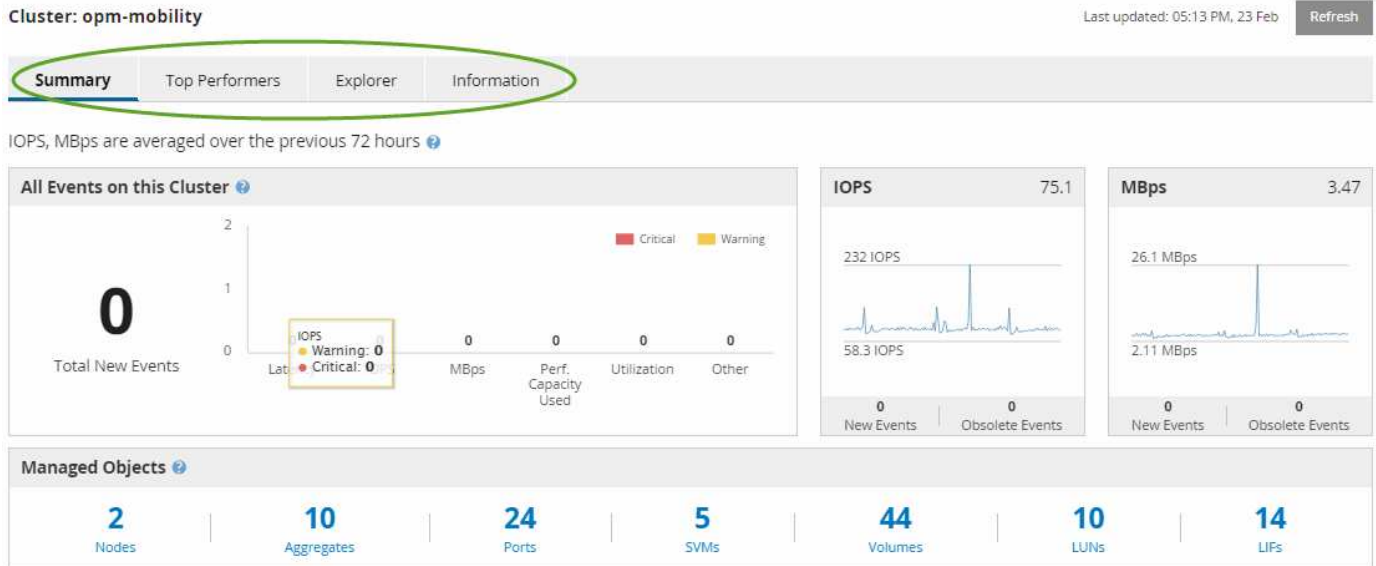 Cluster: opm-mobility
Last updated: 05:13 PM, 23 Feb
Refresh
Summary
Top Performers
Explorer
Information
IOPS, MBps are averaged over the previous 72 hours
All Events on this Cluster
0
Total New Events
2
1
0
Critical
Warning
IOPS
Warning: 0
Critical: 0
0
0
0
0
MBps
Perf.
Capacity
Used
Utilization
Other
IOPS
75.1
232 IOPS
58.3 IOPS
0
New Events
0
Obsolete Events
MBps
3.47
26.1 MBps
2.11 MBps
0
New Events
0
Obsolete Events
Managed Objects
2
Nodes
10
Aggregates
24
Ports
5
SVMs
44
Volumes
10
LUNs
14
LIFs